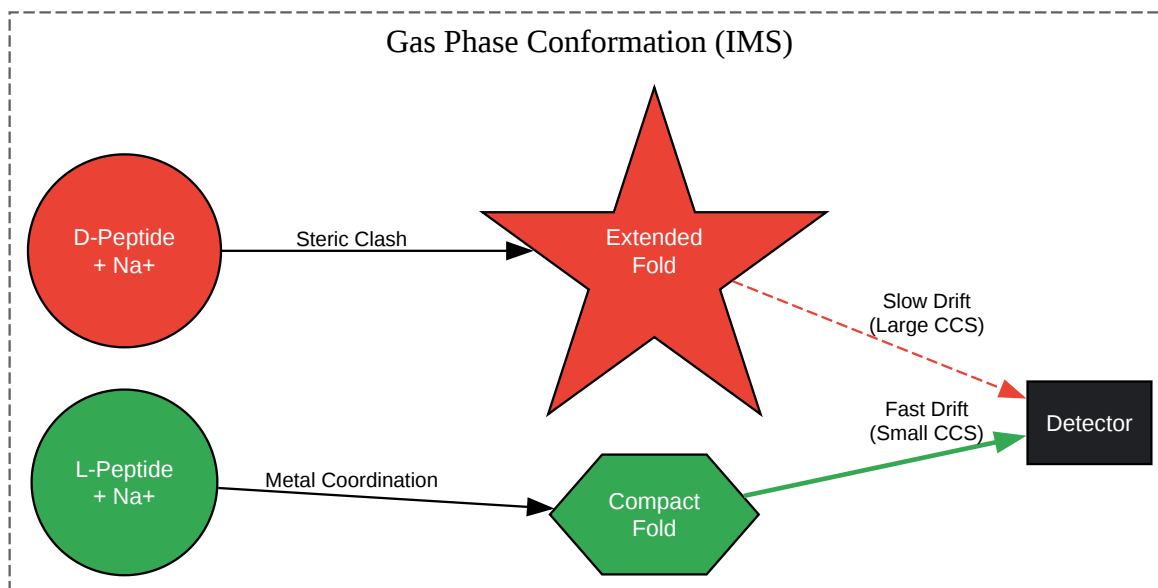 Gas Phase Conformation (IMS)
D-Peptide
+ Na+
Steric Clash
Extended
Fold
Slow Drift
(Large CCS)
L-Peptide
+ Na+
Metal Coordination
Compact
Fold
Fast Drift
(Small CCS)
Detector